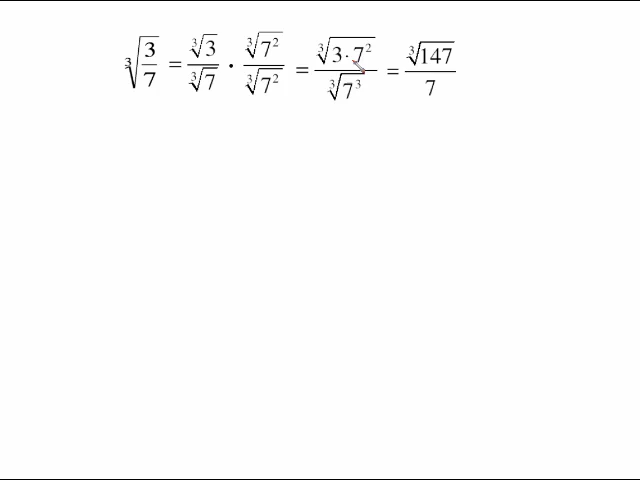 ∛(3/7) = ∛3/∛7 · ∛7²/∛7² = ∛(3·7²)/∛7³ = ∛147/7